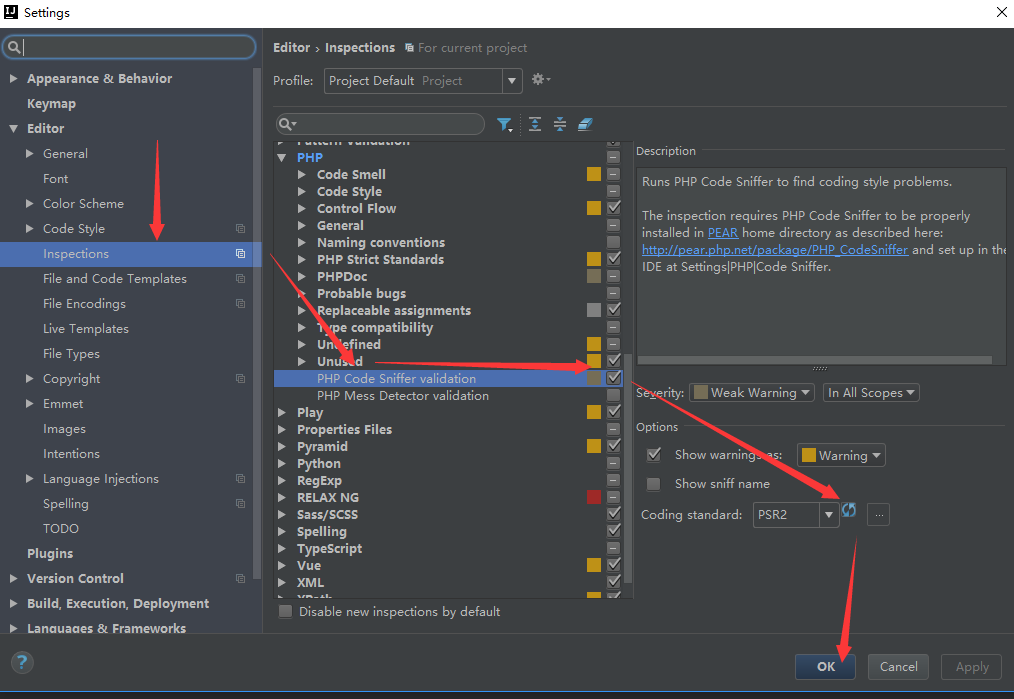 Settings
Editor › Inspections For current project
Profile: Project Default Project
Appearance & Behavior
Keymap
Editor
General
Font
Color Scheme
Code Style
Inspections
File and Code Templates
File Encodings
Live Templates
File Types
Copyright
Emmet
Images
Intentions
Language Injections
Spelling
TODO
Plugins
Version Control
Build, Execution, Deployment
Languages & Frameworks
Pattern Validation
PHP
Code Smell
Code Style
Control Flow
General
Naming conventions
PHP Strict Standards
PHPDoc
Probable bugs
Replaceable assignments
Type compatibility
Undefined
Unused
PHP Code Sniffer validation
PHP Mess Detector validation
Play
Properties Files
Pyramid
Python
RegExp
RELAX NG
Sass/SCSS
Spelling
TypeScript
Vue
XML
XPath
Disable new inspections by default
Description
Runs PHP Code Sniffer to find coding style problems.
The inspection requires PHP Code Sniffer to be properly
installed in PEAR home directory as described here:
http://pear.php.net/package/PHP_CodeSniffer and set up in the
IDE at Settings|PHP|Code Sniffer.
Severity: Weak Warning In All Scopes
Options
Show warnings as: Warning
Show sniff name
Coding standard: PSR2 ...
? OK Cancel Apply